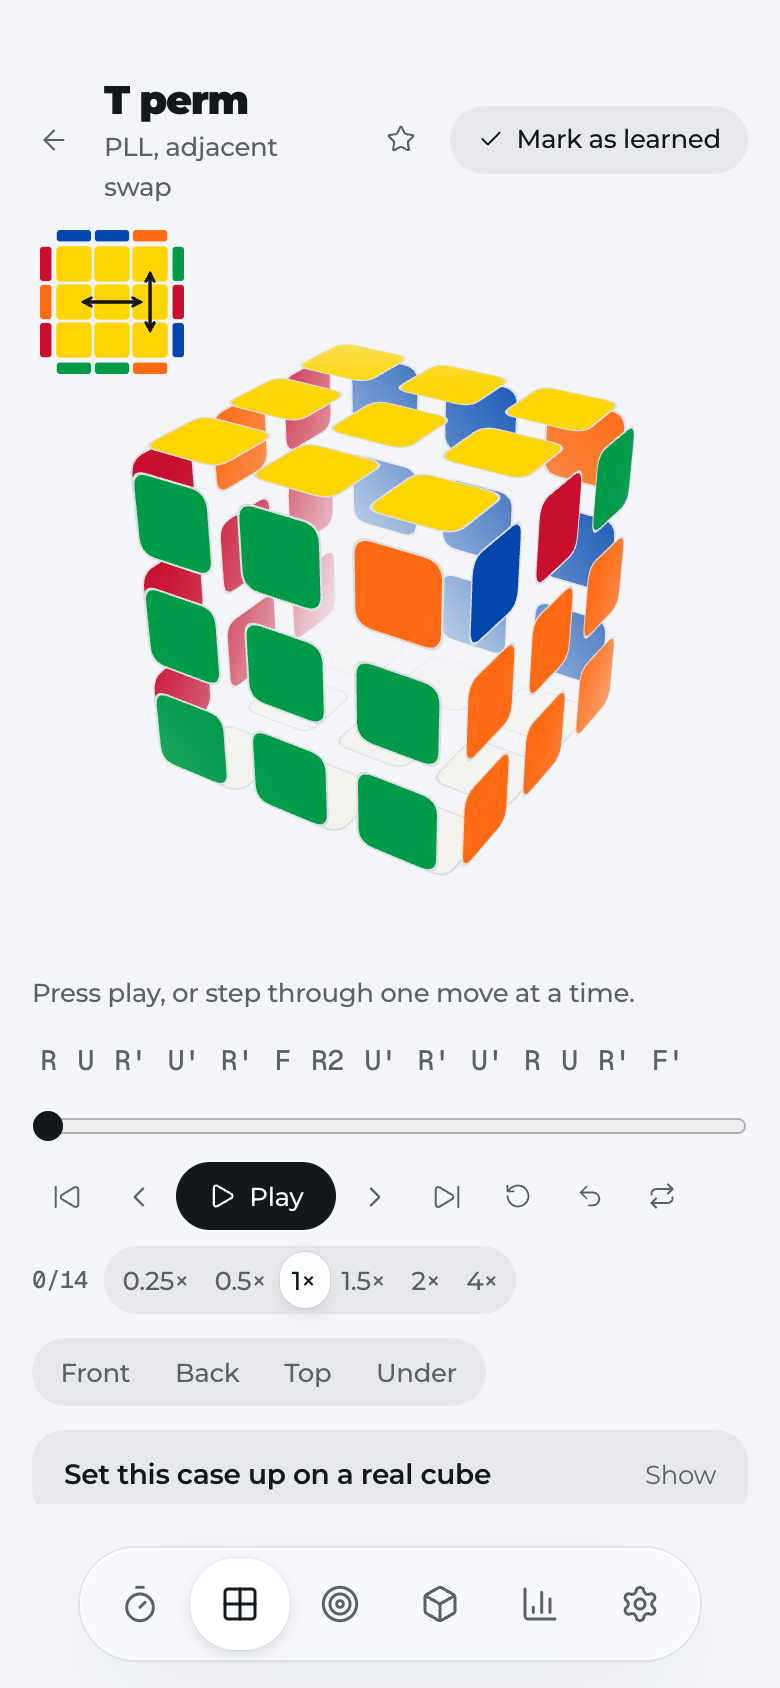 T perm
PLL, adjacent
swap
Mark as learned
Press play, or step through one move at a time.
R U R' U' R' F R2 U' R' U' R U R' F'
Play
0/14
0.25× 0.5× 1× 1.5× 2× 4×
Front Back Top Under
Set this case up on a real cube Show